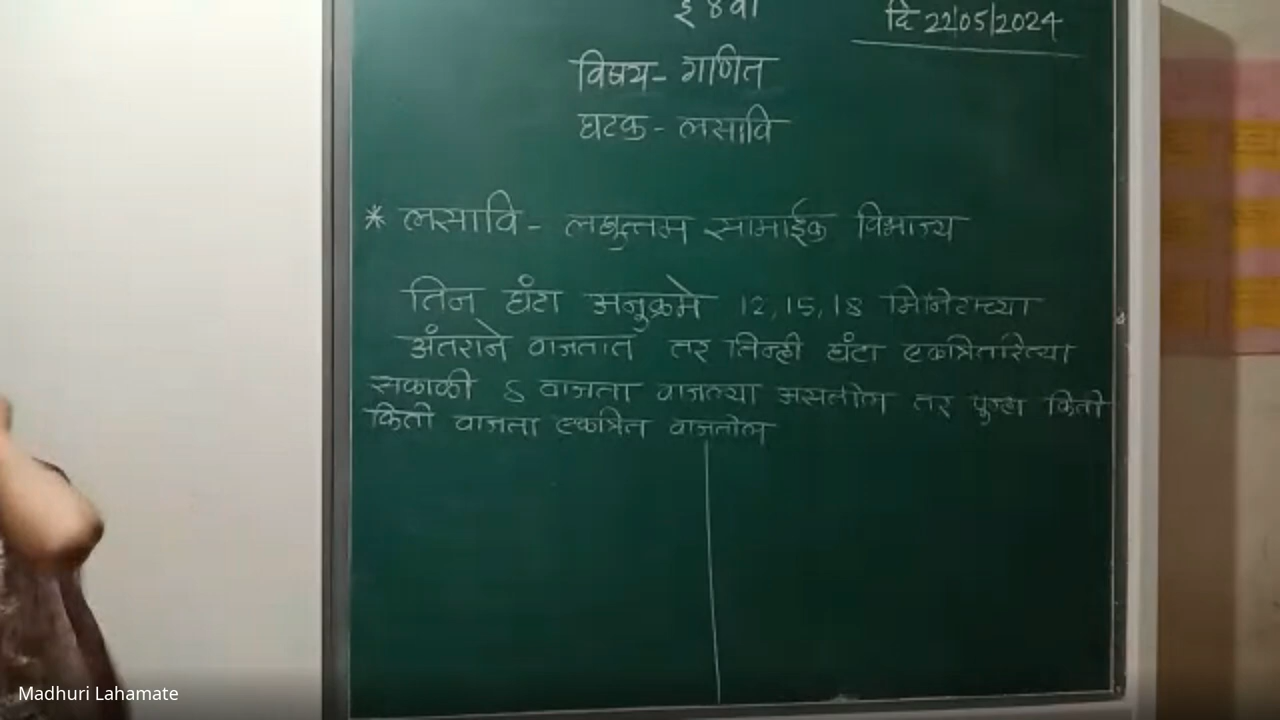 इ 8 वी
दि 22/05/2024
विषय- गणित
घटक- लसावि
* लसावि - लघुत्तम सामाईक विभाज्य
तिन घंटा अनुक्रमे 12, 15, 18 मिनिटाच्या
अंतराने वाजतात तर तिन्ही घंटा एकत्रितरित्या
सकाळी 8 वाजता वाजल्या असतील तर पुन्हा किती
किती वाजता एकत्रित वाजतील
Madhuri Lahamate